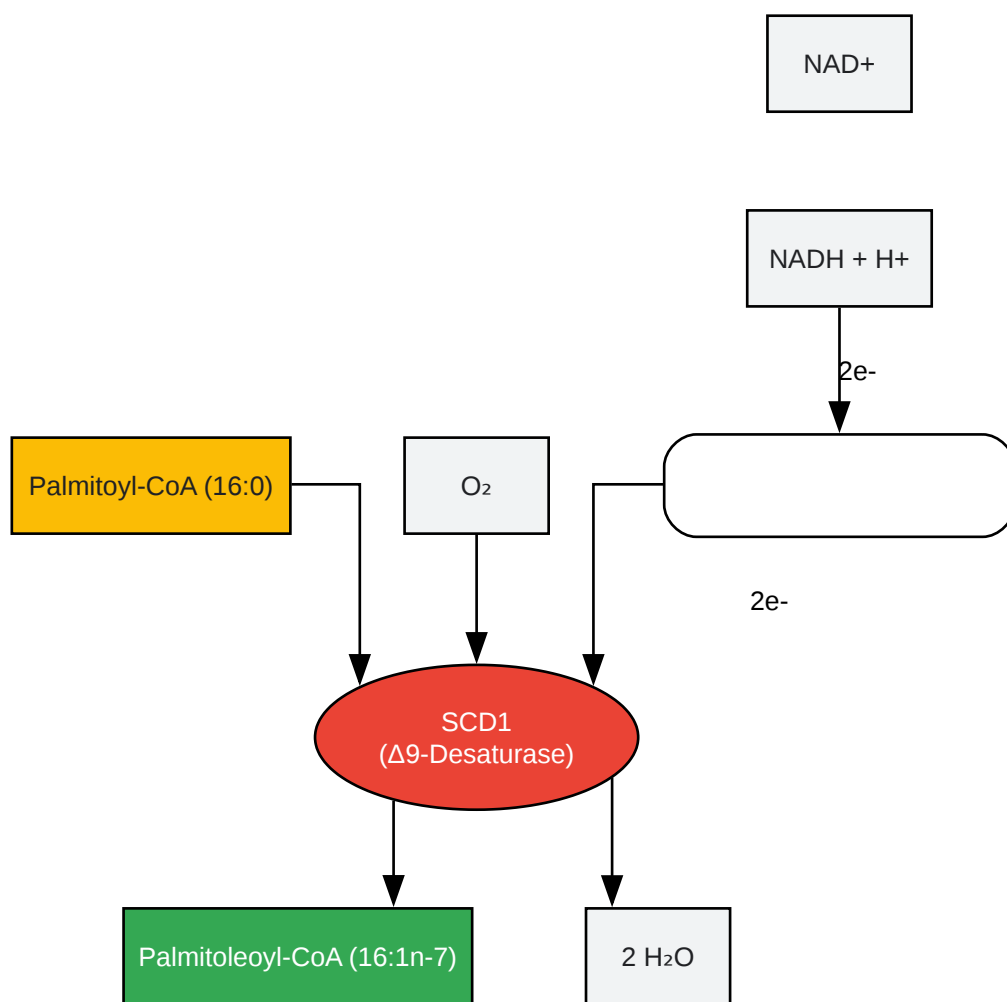 NAD+
NADH + H+
2e-
Palmitoyl-CoA (16:0)
O₂
2e-
SCD1
(Δ9-Desaturase)
Palmitoleoyl-CoA (16:1n-7)
2 H₂O